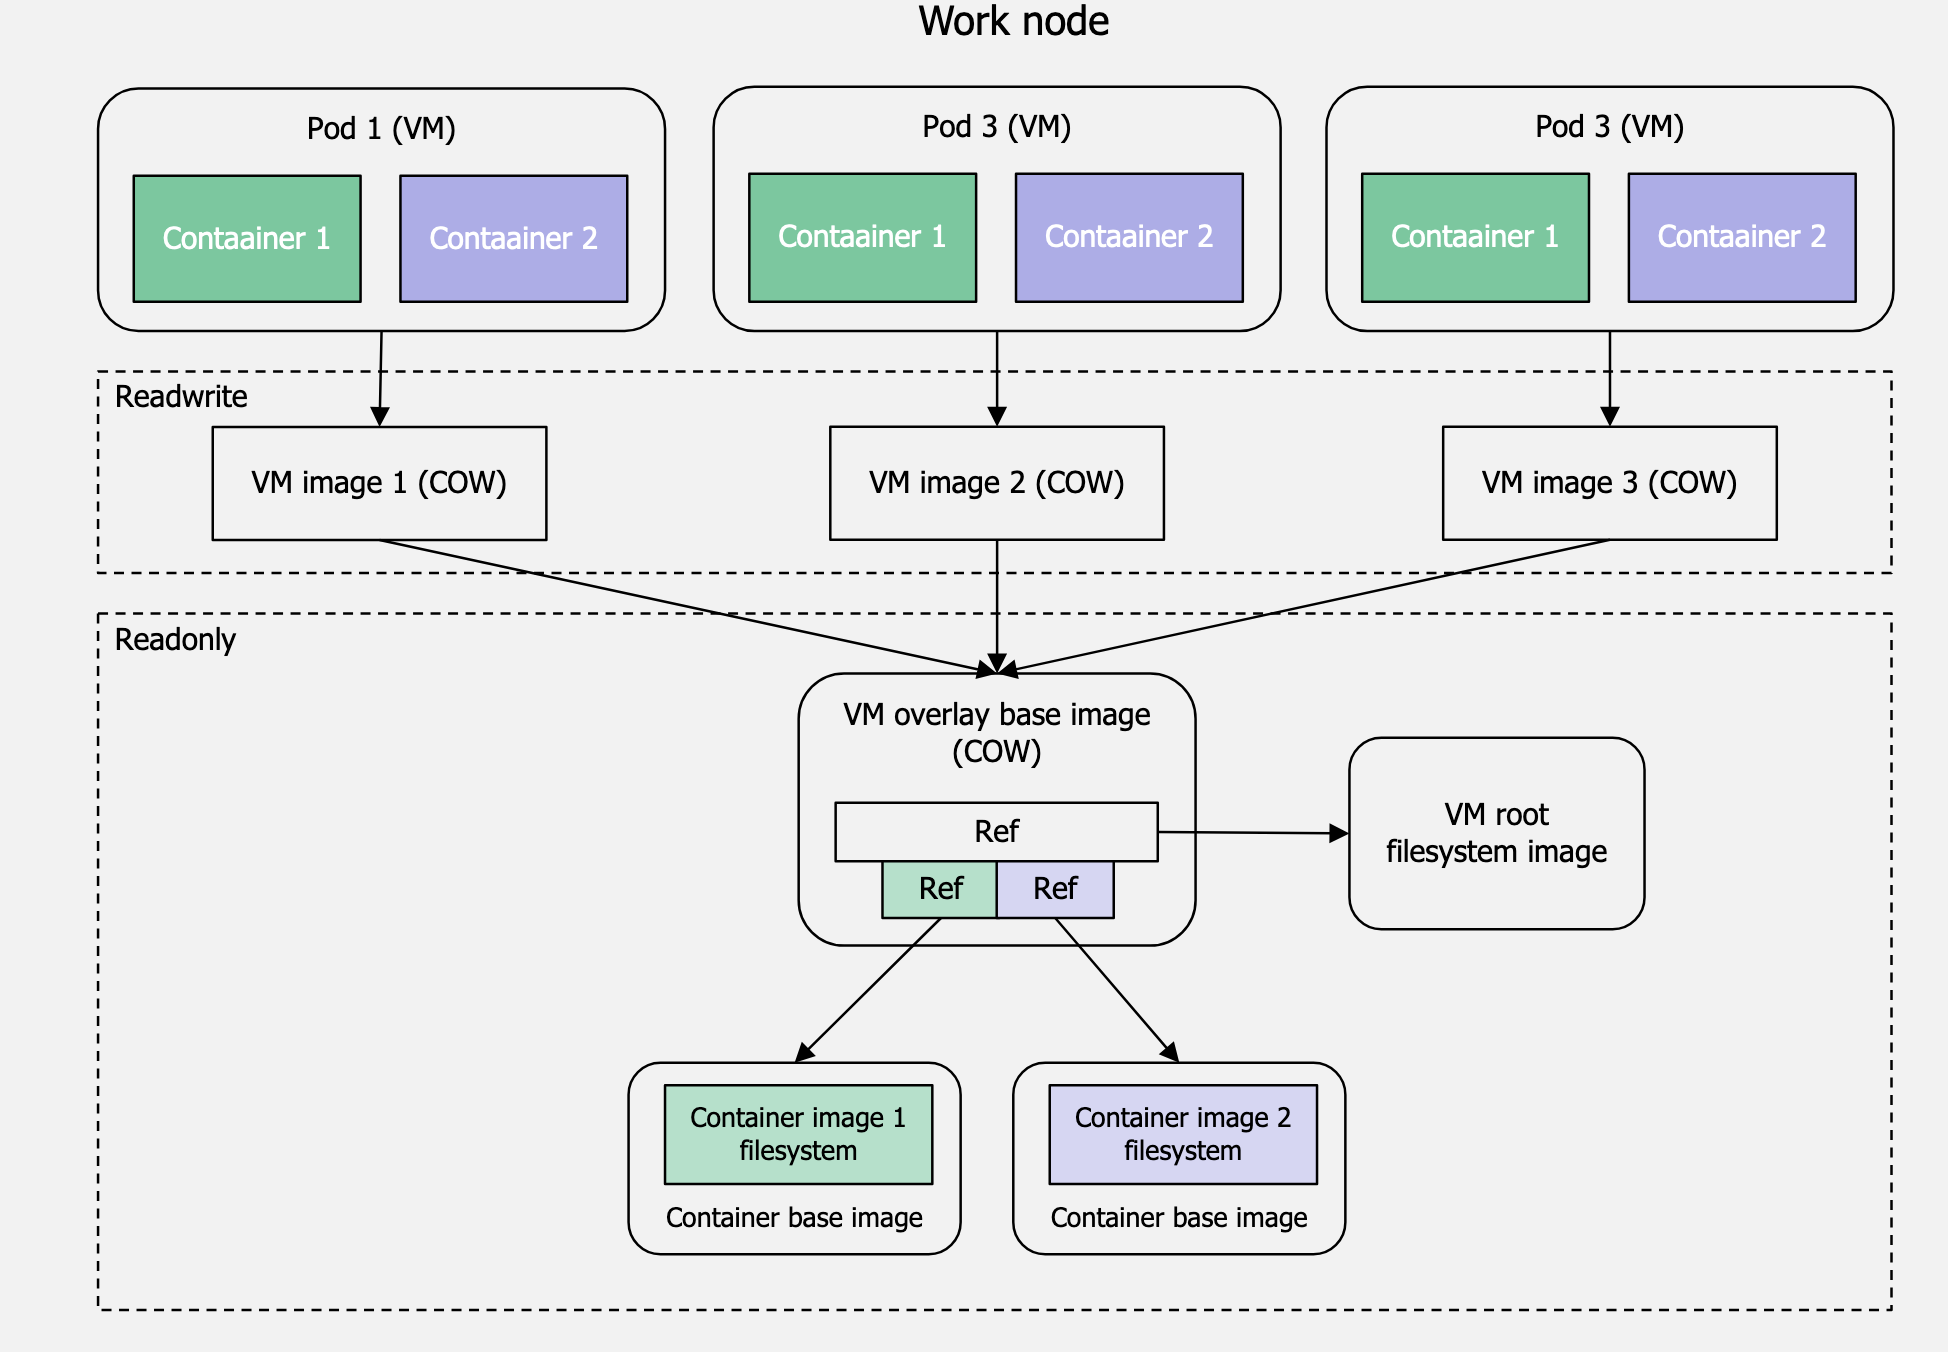 Work node
Pod 1 (VM)
Contaainer 1
Contaainer 2
Pod 3 (VM)
Contaainer 1
Contaainer 2
Pod 3 (VM)
Contaainer 1
Contaainer 2
Readwrite
VM image 1 (COW)
VM image 2 (COW)
VM image 3 (COW)
Readonly
VM overlay base image
(COW)
Ref
Ref
Ref
VM root
filesystem image
Container image 1
filesystem
Container base image
Container image 2
filesystem
Container base image